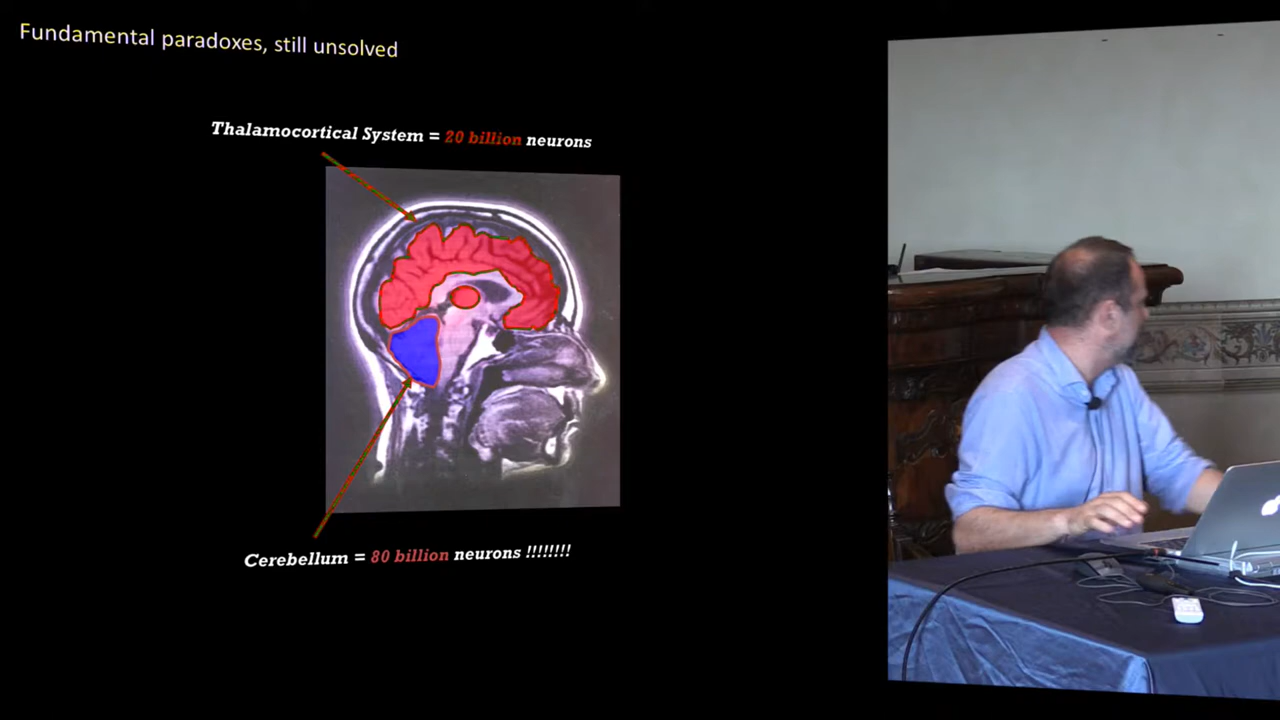 Fundamental paradoxes, still unsolved
Thalamocortical System = 20 billion neurons
Cerebellum = 80 billion neurons !!!!!!!!